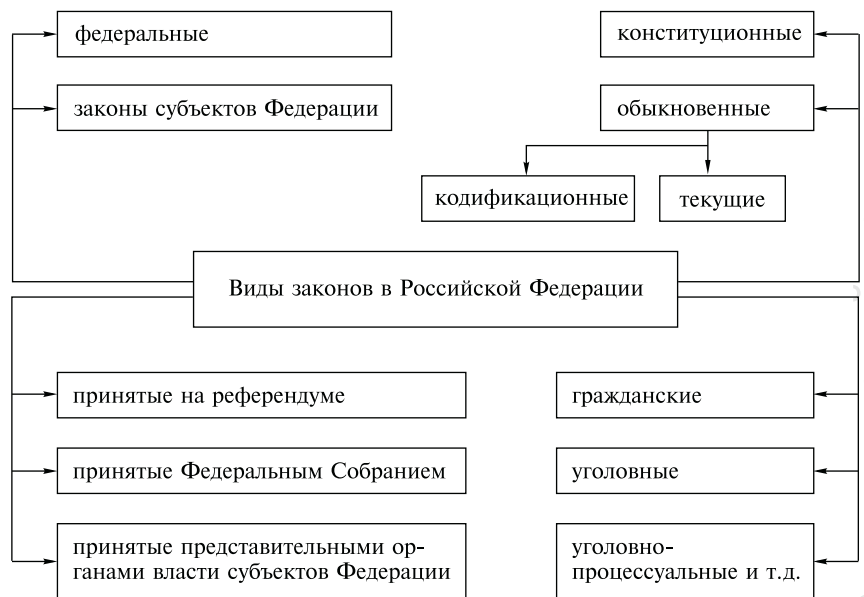 федеральные
конституционные
законы субъектов Федерации
обыкновенные
кодификационные
текущие
Виды законов в Российской Федерации
принятые на референдуме
гражданские
принятые Федеральным Собранием
уголовные
принятые представительными ор-
ганами власти субъектов Федерации
уголовно-
процессуальные и т.д.